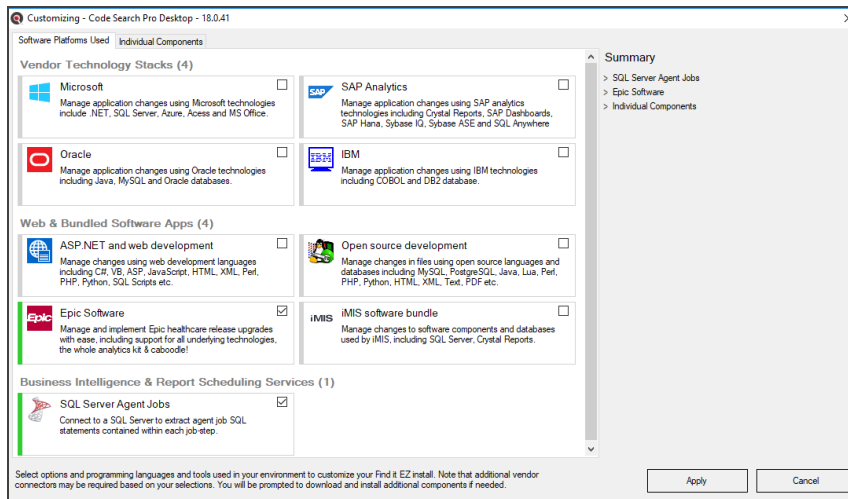 Customizing - Code Search Pro Desktop - 18.0.41
Software Platforms Used
Individual Components
Vendor Technology Stacks (4)
Microsoft
Manage application changes using Microsoft technologies
include .NET, SQL Server, Azure, Acess and MS Office.
SAP
SAP Analytics
Manage application changes using SAP analytics
technologies including Crystal Reports, SAP Dashboards,
SAP Hana, Sybase IQ, Sybase ASE and SQL Anywhere
Oracle
Manage application changes using Oracle technologies
including Java, MySQL and Oracle databases.
IBM
IBM
Manage application changes using IBM technologies
including COBOL and DB2 database.
Web & Bundled Software Apps (4)
ASP.NET and web development
Manage changes using web development languages
including C#, VB, ASP, JavaScript, HTML, XML, Perl,
PHP, Python, SQL Scripts etc.
Open source development
Manage changes in files using open source languages and
databases including MySQL, PostgreSQL, Java, Lua, Perl,
PHP, Python, HTML, XML, Text, PDF etc.
Epic
Epic Software
Manage and implement Epic healthcare release upgrades
with ease, including support for all underlying technologies,
the whole analytics kit & caboodle!
iMIS
iMIS software bundle
Manage changes to software components and databases
used by iMIS, including SQL Server, Crystal Reports.
Business Intelligence & Report Scheduling Services (1)
SQL Server Agent Jobs
Connect to a SQL Server to extract agent job SQL
statements contained within each job-step.
Summary
> SQL Server Agent Jobs
> Epic Software
> Individual Components
Select options and programming languages and tools used in your environment to customize your Find it EZ install. Note that additional vendor
connectors may be required based on your selections. You will be prompted to download and install additional components if needed.
Apply
Cancel